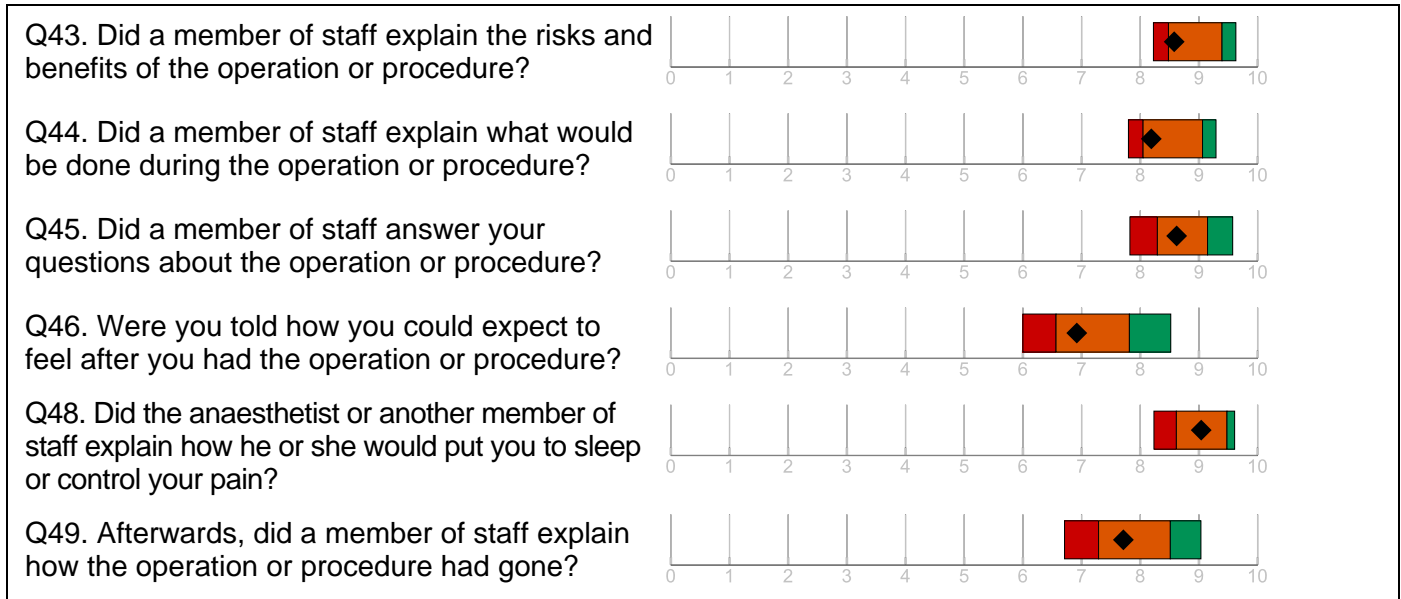 Q43. Did a member of staff explain the risks and
benefits of the operation or procedure?
0 1 2 3 4 5 6 7 8 9 10
Q44. Did a member of staff explain what would
be done during the operation or procedure?
0 1 2 3 4 5 6 7 8 9 10
Q45. Did a member of staff answer your
questions about the operation or procedure?
0 1 2 3 4 5 6 7 8 9 10
Q46. Were you told how you could expect to
feel after you had the operation or procedure?
0 1 2 3 4 5 6 7 8 9 10
Q48. Did the anaesthetist or another member of
staff explain how he or she would put you to sleep
or control your pain?
0 1 2 3 4 5 6 7 8 9 10
Q49. Afterwards, did a member of staff explain
how the operation or procedure had gone?
0 1 2 3 4 5 6 7 8 9 10